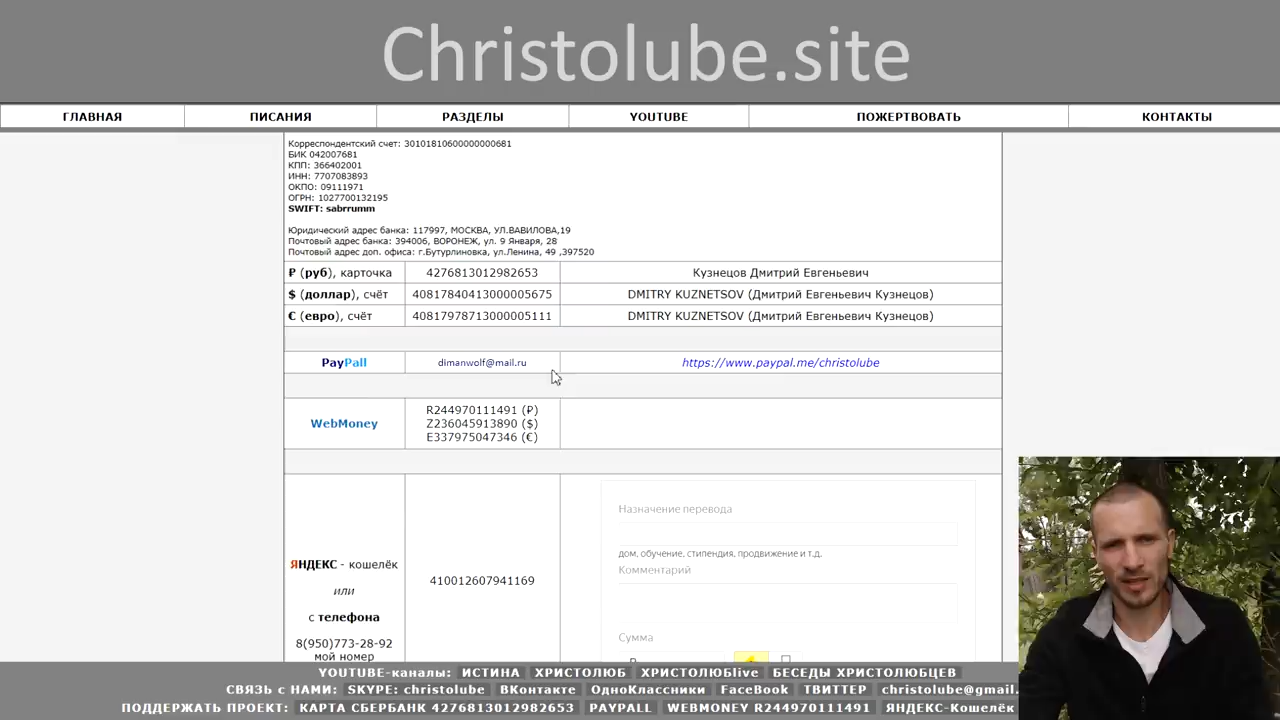 Christolube.site
ГЛАВНАЯ ПИСАНИЯ РАЗДЕЛЫ YOUTUBE ПОЖЕРТВОВАТЬ КОНТАКТЫ
Корреспондентский счет: 30101810600000000681
БИК 042007681
КПП: 366402001
ИНН: 7707083893
ОКПО: 09111971
ОГРН: 1027700132195
SWIFT: sabrrumm
Юридический адрес банка: 117997, МОСКВА, УЛ.ВАВИЛОВА,19
Почтовый адрес банка: 394006, ВОРОНЕЖ, ул. 9 Января, 28
Почтовый адрес доп. офиса: г.Бутурлиновка, ул.Ленина, 49 ,397520
₽ (руб), карточка 4276813012982653 Кузнецов Дмитрий Евгеньевич
$ (доллар), счёт 40817840413000005675 DMITRY KUZNETSOV (Дмитрий Евгеньевич Кузнецов)
€ (евро), счёт 40817978713000005111 DMITRY KUZNETSOV (Дмитрий Евгеньевич Кузнецов)
PayPall dimanwolf@mail.ru https://www.paypal.me/christolube
R244970111491 (₽)
WebMoney Z236045913890 ($)
E337975047346 (€)
Назначение перевода
дом, обучение, стипендия, продвижение и т.д.
Комментарий
ЯНДЕКС - кошелёк
или
410012607941169
с телефона
Сумма
8(950)773-28-92
мой номер
YOUTUBE-каналы: ИСТИНА ХРИСТОЛЮБ ХРИСТОЛЮБlive БЕСЕДЫ ХРИСТОЛЮБЦЕВ
СВЯЗЬ с НАМИ: SKYPE: christolube ВКонтакте ОдноКлассники FaceBook ТВИТТЕР christolube@gmail.
ПОДДЕРЖАТЬ ПРОЕКТ: КАРТА СБЕРБАНК 4276813012982653 PAYPALL WEBMONEY R244970111491 ЯНДЕКС-Кошелёк